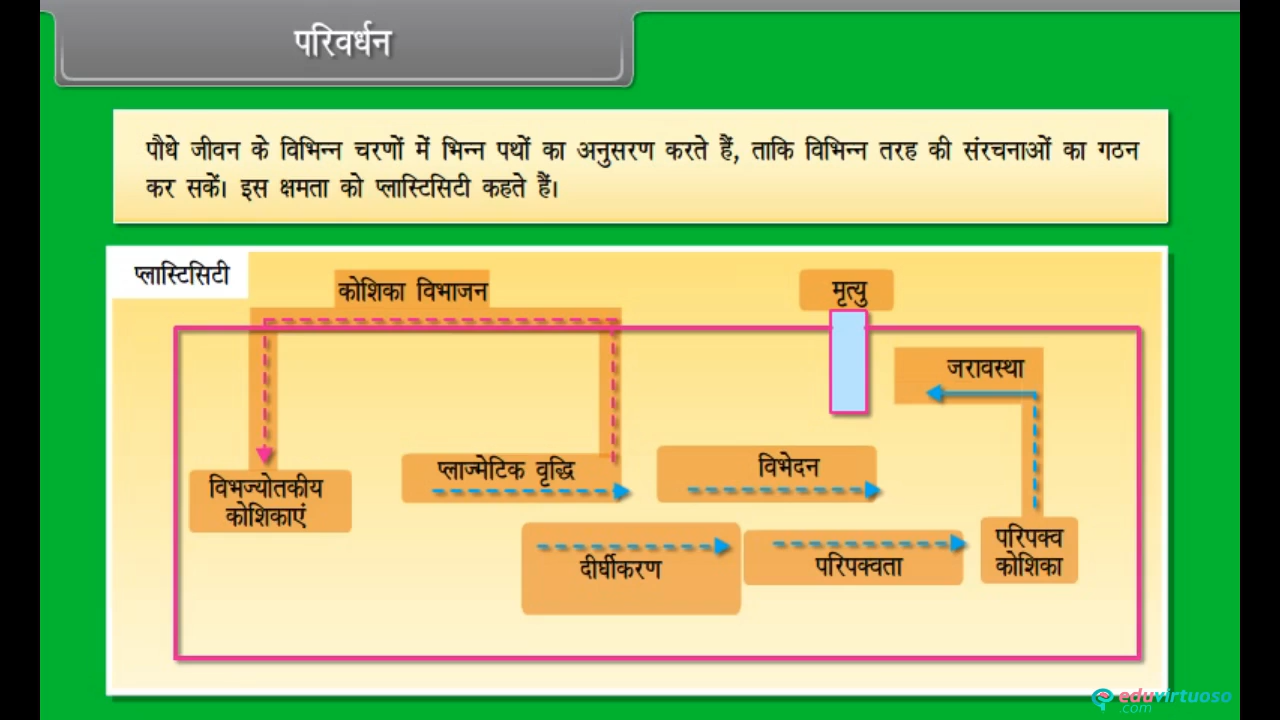 परिवर्धन
पौधे जीवन के विभिन्न चरणों में भिन्न पथों का अनुसरण करते हैं, ताकि विभिन्न तरह की संरचनाओं का गठन
कर सकें। इस क्षमता को प्लास्टिसिटी कहते हैं।
प्लास्टिसिटी
कोशिका विभाजन
मृत्यु
जरावस्था
प्लाज्मेटिक वृद्धि
विभेदन
विभज्योतकीय
कोशिकाएं
दीर्घीकरण
परिपक्वता
परिपक्व
कोशिका
eduvirtuoso
.com